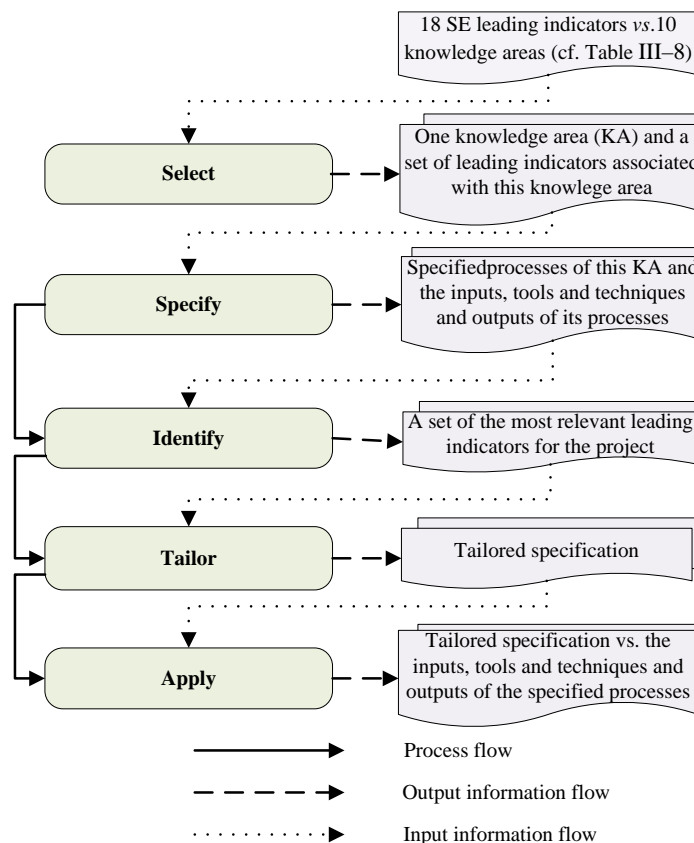 18 SE leading indicators vs.10
knowledge areas (cf. Table III–8)
Select
One knowledge area (KA) and a
set of leading indicators associated
with this knowlege area
Specify
Specifiedprocesses of this KA and
the inputs, tools and techniques
and outputs of its processes
Identify
A set of the most relevant leading
indicators for the project
Tailor
Tailored specification
Apply
Tailored specification vs. the
inputs, tools and techniques and
outputs of the specified processes
Process flow
Output information flow
Input information flow